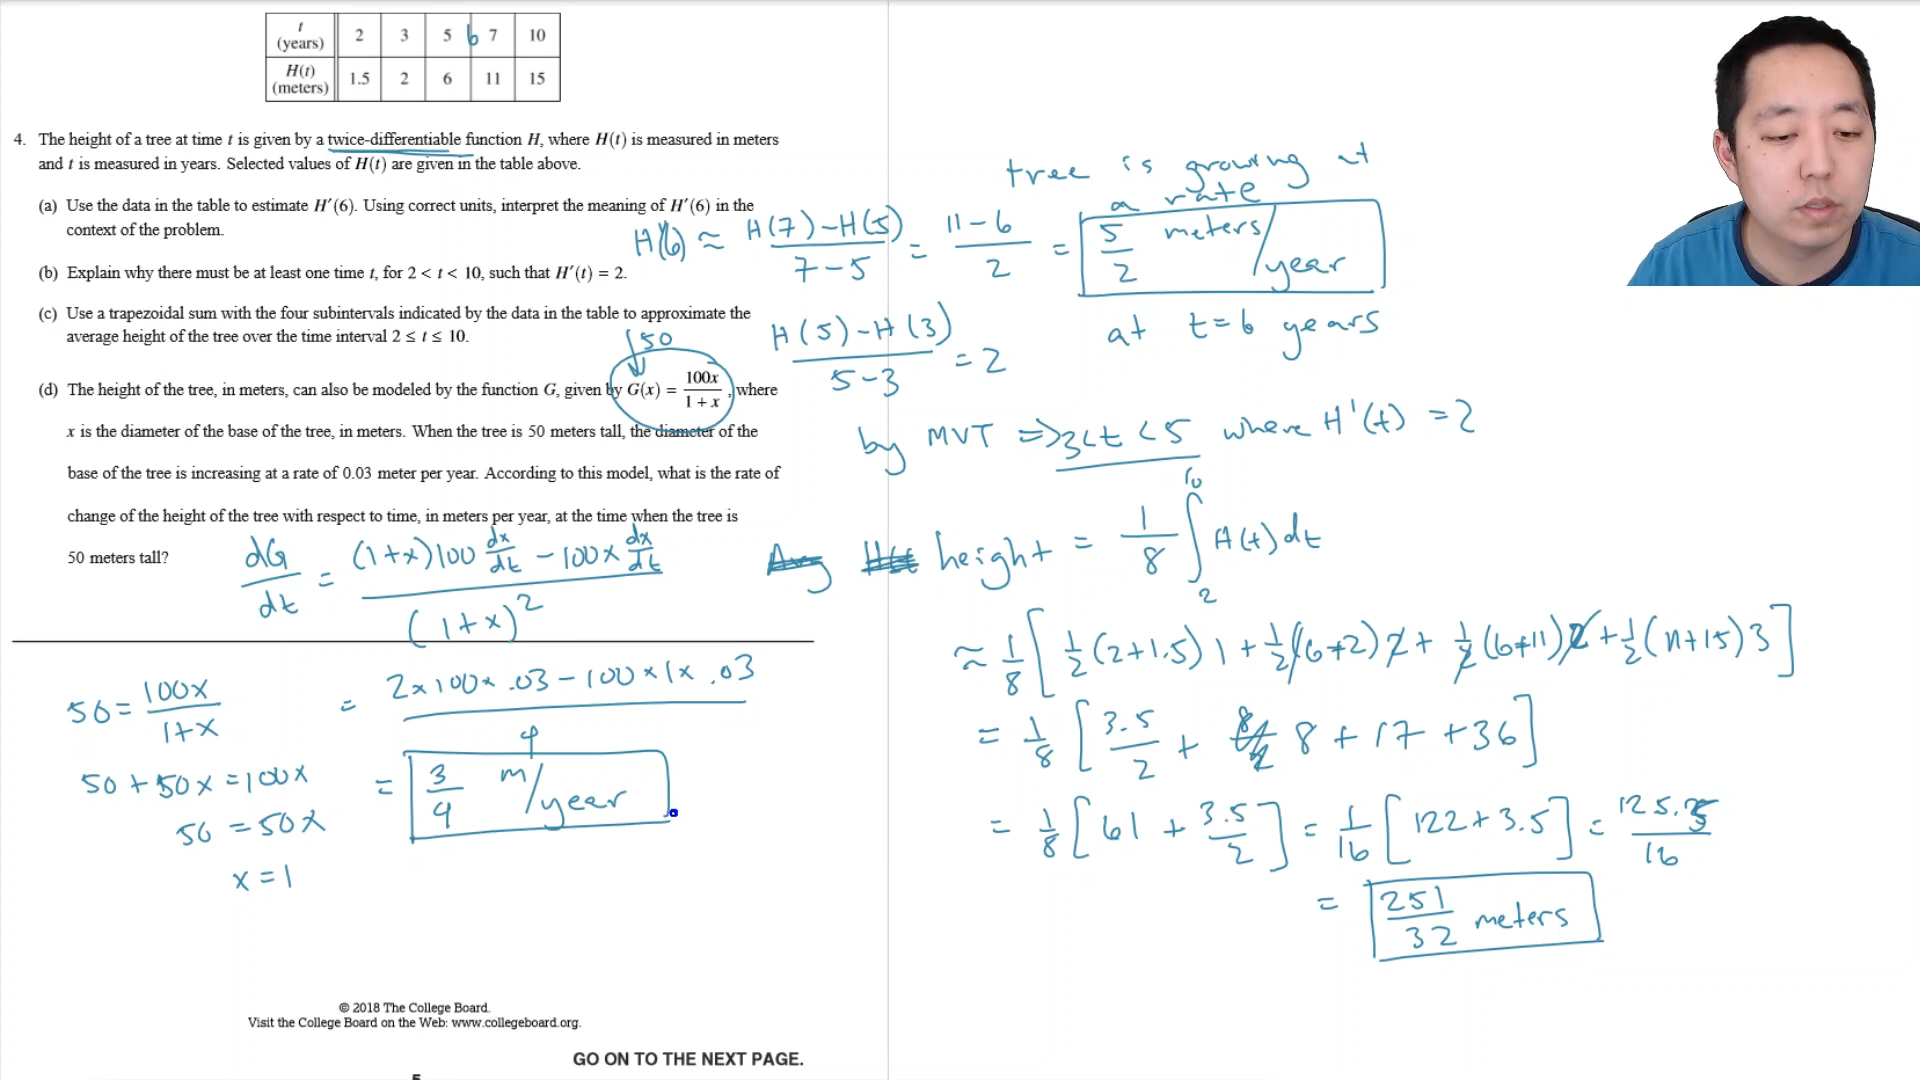 t (years) 2 3 5 6 7 10
H(t) (meters) 1.5 2 6 11 15
4. The height of a tree at time t is given by a twice-differentiable function H, where H(t) is measured in meters
and t is measured in years. Selected values of H(t) are given in the table above.
(a) Use the data in the table to estimate H′(6). Using correct units, interpret the meaning of H′(6) in the
context of the problem.
(b) Explain why there must be at least one time t, for 2 < t < 10, such that H′(t) = 2.
(c) Use a trapezoidal sum with the four subintervals indicated by the data in the table to approximate the
average height of the tree over the time interval 2 ≤ t ≤ 10.
50
(d) The height of the tree, in meters, can also be modeled by the function G, given by G(x) = 100x / 1 + x, where
x is the diameter of the base of the tree, in meters. When the tree is 50 meters tall, the diameter of the
base of the tree is increasing at a rate of 0.03 meter per year. According to this model, what is the rate of
change of the height of the tree with respect to time, in meters per year, at the time when the tree is
50 meters tall?
dG/dt = (1+x)100 dx/dt − 100x dx/dt / (1+x)²
50 = 100x / 1+x
50 + 50x = 100x
50 = 50x
x = 1
= 2x100x .03 − 100x1x .03 / 4
= 3/4 m/year
© 2018 The College Board.
Visit the College Board on the Web: www.collegeboard.org.
GO ON TO THE NEXT PAGE.
tree is growing at
a rate
H'(6) ≈ H(7)−H(5) / 7−5 = 11−6 / 2 = 5/2 meters/year
at t=6 years
H(5)−H(3) / 5−3 = 2
by MVT ⇒ 3<t<5 where H'(t) = 2
Avg height = 1/8 ∫ 2 10 H(t)dt
≈ 1/8 [ 1/2 (2+1.5) 1 + 1/2 (6+2) 2 + 1/2 (6+11) 2 + 1/2 (11+15) 3 ]
= 1/8 [ 3.5/2 + 8 + 17 + 36 ]
= 1/8 [ 61 + 3.5/2 ] = 1/16 [ 122 + 3.5 ] = 125.5 / 16
= 251/32 meters